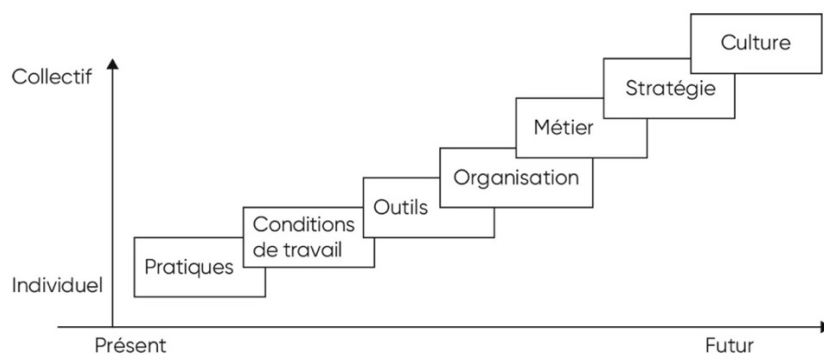 Culture
Collectif
Stratégie
Métier
Organisation
Outils
Conditions
de travail
Pratiques
Individuel
Présent
Futur